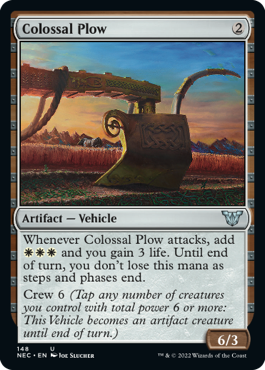 Colossal Plow 2
Artifact — Vehicle
Whenever Colossal Plow attacks, add
and you gain 3 life. Until end
of turn, you don't lose this mana as
steps and phases end.
Crew 6 (Tap any number of creatures
you control with total power 6 or more:
This Vehicle becomes an artifact creature
until end of turn.)
6/3
148 U
NEC • EN Joe Slucher
™ & © 2022 Wizards of the Coast